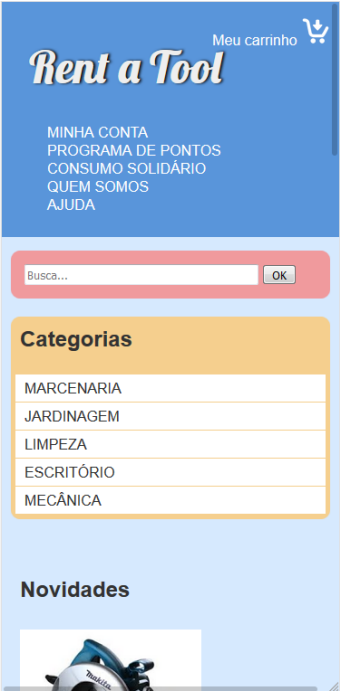 Meu carrinho
Rent a Tool
MINHA CONTA
PROGRAMA DE PONTOS
CONSUMO SOLIDÁRIO
QUEM SOMOS
AJUDA
Busca...
OK
Categorias
MARCENARIA
JARDINAGEM
LIMPEZA
ESCRITÓRIO
MECÂNICA
Novidades
makita